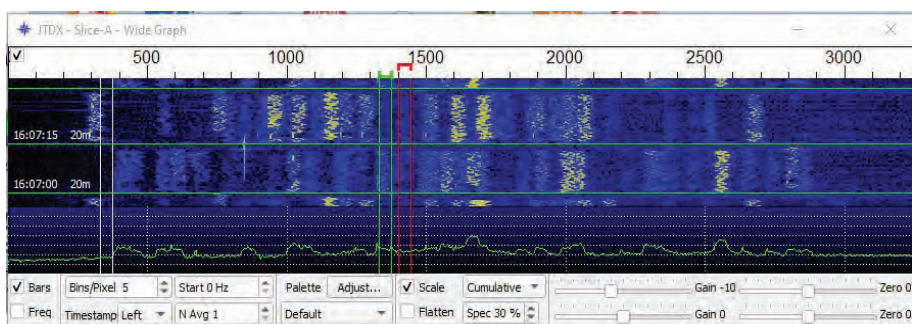 JTDX - Slice-A - Wide Graph
500 1000 1500 2000 2500 3000
16:07:15 20m
16:07:00 20m
Bars Bins/Pixel 5 Start 0 Hz Palette Adjust... Scale Cumulative Gain -10 Zero 0
Freq Timestamp Left N Avg 1 Default Flatten Spec 30 % Gain 0 Zero 0